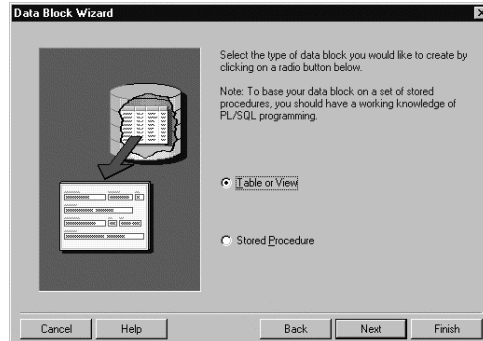 Data Block Wizard
Select the type of data block you would like to create by
clicking on a radio button below.
Note: To base your data block on a set of stored
procedures, you should have a working knowledge of
PL/SQL programming.
Table or View
Stored Procedure
Cancel Help Back Next Finish